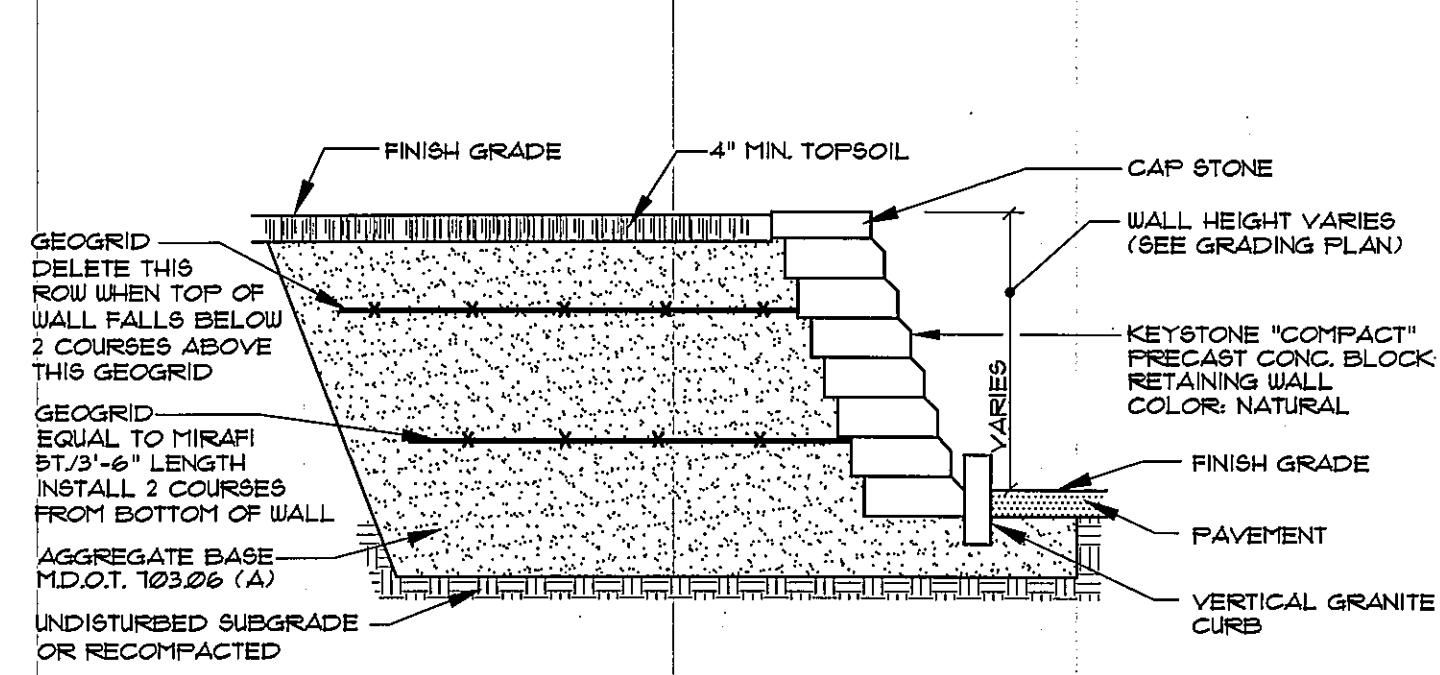 FINISH GRADE
4" MIN. TOPSOIL
CAP STONE
WALL HEIGHT VARIES
(SEE GRADING PLAN)
GEOGRID
DELETE THIS
ROW WHEN TOP OF
WALL FALLS BELOW
2 COURSES ABOVE
THIS GEOGRID
KEYSTONE "COMPACT"
PRECAST CONC. BLOCK
RETAINING WALL
COLOR: NATURAL
VARIES
GEOGRID
EQUAL TO MIRAFI
5T./3'-6" LENGTH
INSTALL 2 COURSES
FROM BOTTOM OF WALL
FINISH GRADE
PAVEMENT
AGGREGATE BASE
M.D.O.T. 703.06 (A)
VERTICAL GRANITE
CURB
UNDISTURBED SUBGRADE
OR RECOMPACTED